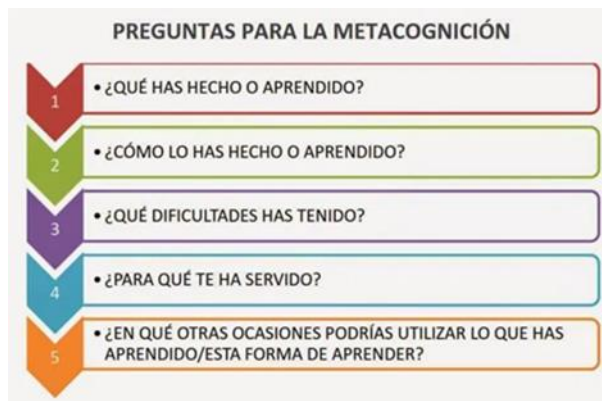 PREGUNTAS PARA LA METACOGNICIÓN
1
• ¿QUÉ HAS HECHO O APRENDIDO?
2
• ¿CÓMO LO HAS HECHO O APRENDIDO?
3
• ¿QUÉ DIFICULTADES HAS TENIDO?
4
• ¿PARA QUÉ TE HA SERVIDO?
5
• ¿EN QUÉ OTRAS OCASIONES PODRÍAS UTILIZAR LO QUE HAS
APRENDIDO/ESTA FORMA DE APRENDER?